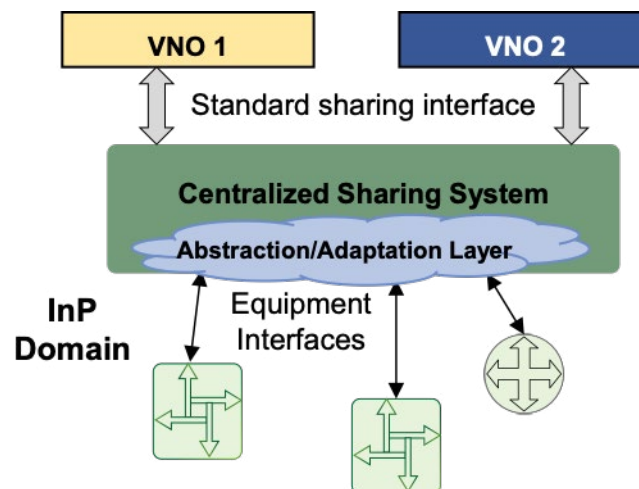 VNO 1
VNO 2
Standard sharing interface
Centralized Sharing System
Abstraction/Adaptation Layer
InP
Domain
Equipment
Interfaces